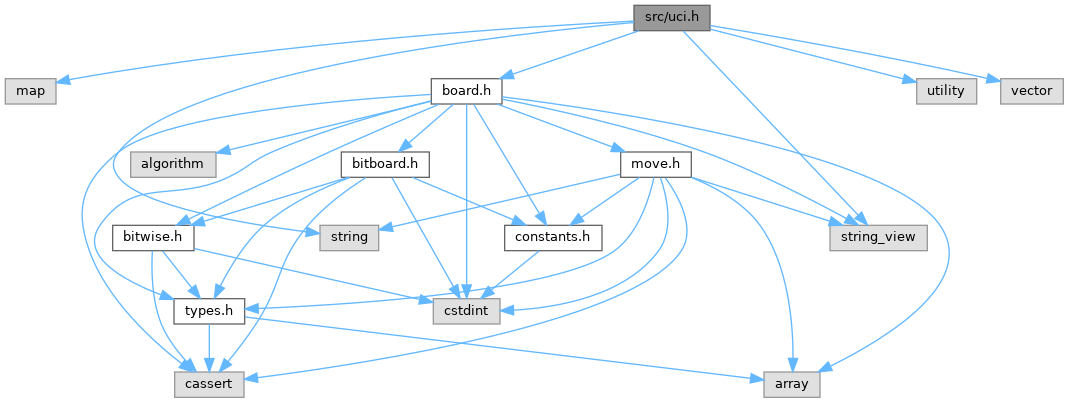 src/uci.h
map
board.h
utility
vector
algorithm
bitboard.h
move.h
bitwise.h
string
constants.h
string_view
types.h
cstdint
cassert
array